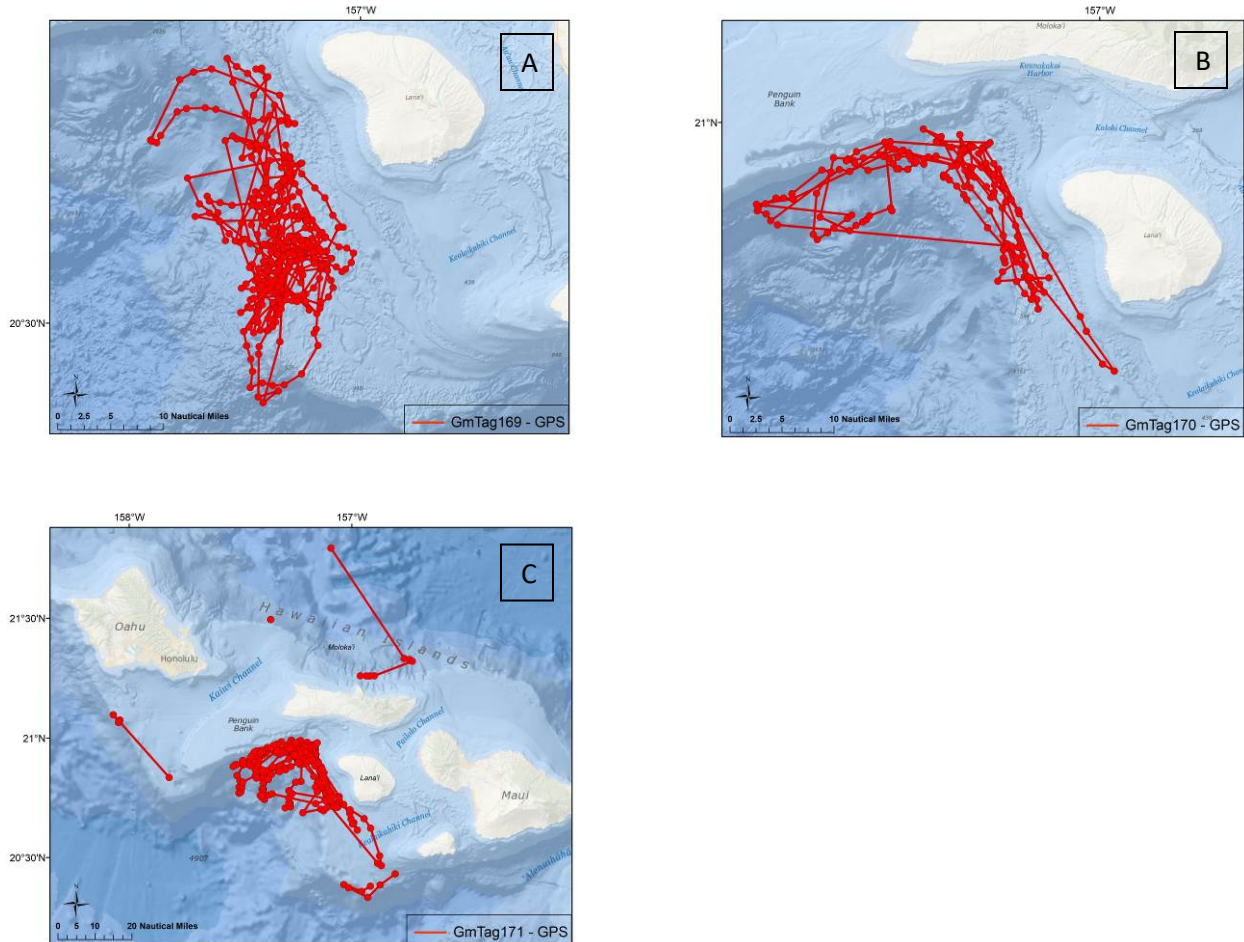 157°W
A
Lana'i
Kealaikahiki Channel
20°30'N
0 2.5 5 10 Nautical Miles
GmTag169 - GPS
157°W
Moloka'i
B
Kaunakakai
Harbor
Penguin
Bank
21°N
Kalohi Channel
Lana'i
0 2.5 5 10 Nautical Miles
GmTag170 - GPS
158°W
157°W
C
21°30'N
Hawaiian Islands
Oahu
Moloka'i
Honolulu
Kaiwi Channel
Penguin
Bank
Pailolo Channel
21°N
Lana'i
Maui
20°30'N
0 5 10 20 Nautical Miles
GmTag171 - GPS